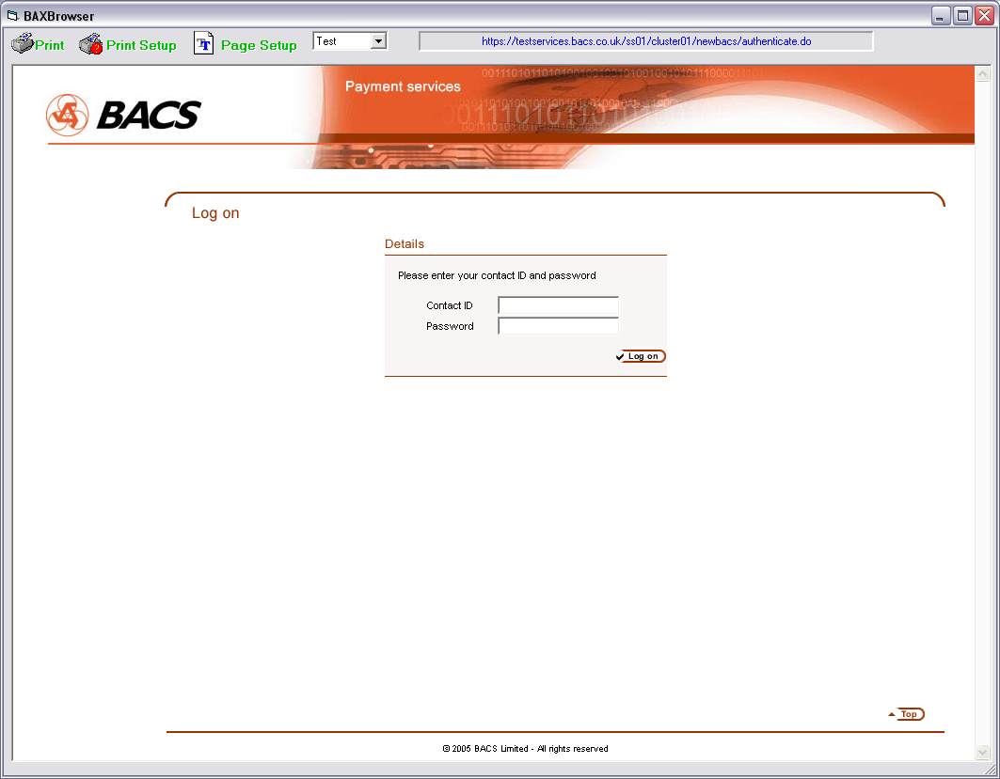 BAXBrowser
Print Print Setup Page Setup Test https://testservices.bacs.co.uk/ss01/cluster01/newbacs/authenticate.do
Payment services
BACS
Log on
Details
Please enter your contact ID and password
Contact ID
Password
Log on
Top
© 2005 BACS Limited - All rights reserved